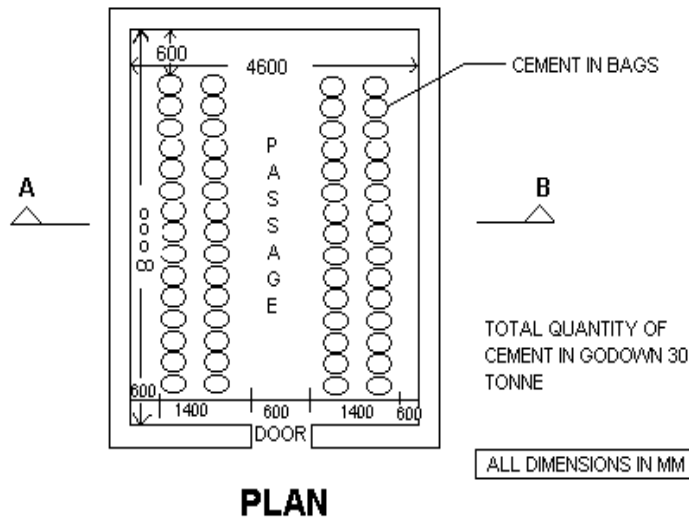 600
4600
CEMENT IN BAGS
PASSAGE
A
B
8000
TOTAL QUANTITY OF
CEMENT IN GODOWN 30
TONNE
600
1400
600
1400
600
DOOR
ALL DIMENSIONS IN MM
PLAN